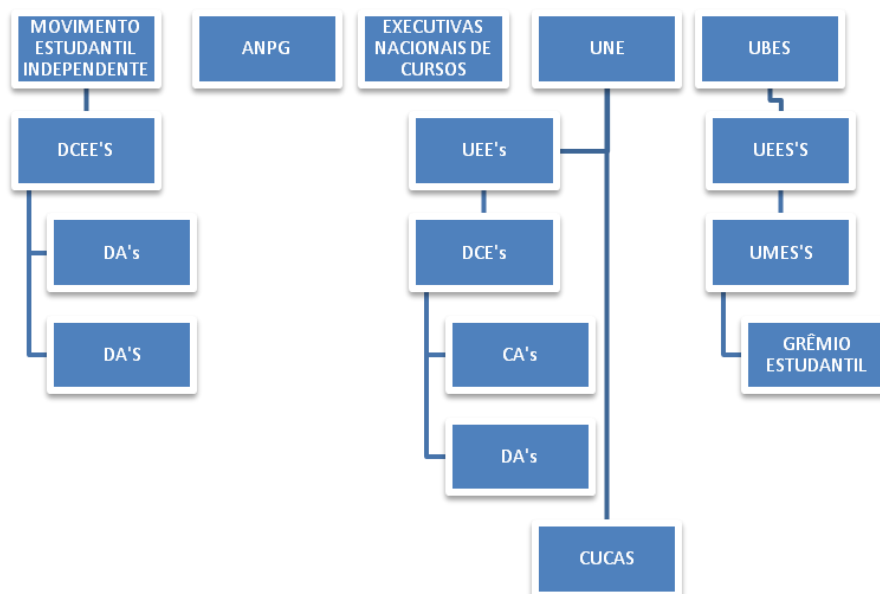 MOVIMENTO
ESTUDANTIL
INDEPENDENTE
ANPG
EXECUTIVAS
NACIONAIS DE
CURSOS
UNE
UBES
DCEE'S
UEE's
UEES'S
DA's
DCE's
UMES'S
DA'S
CA's
GRÊMIO
ESTUDANTIL
DA's
CUCAS